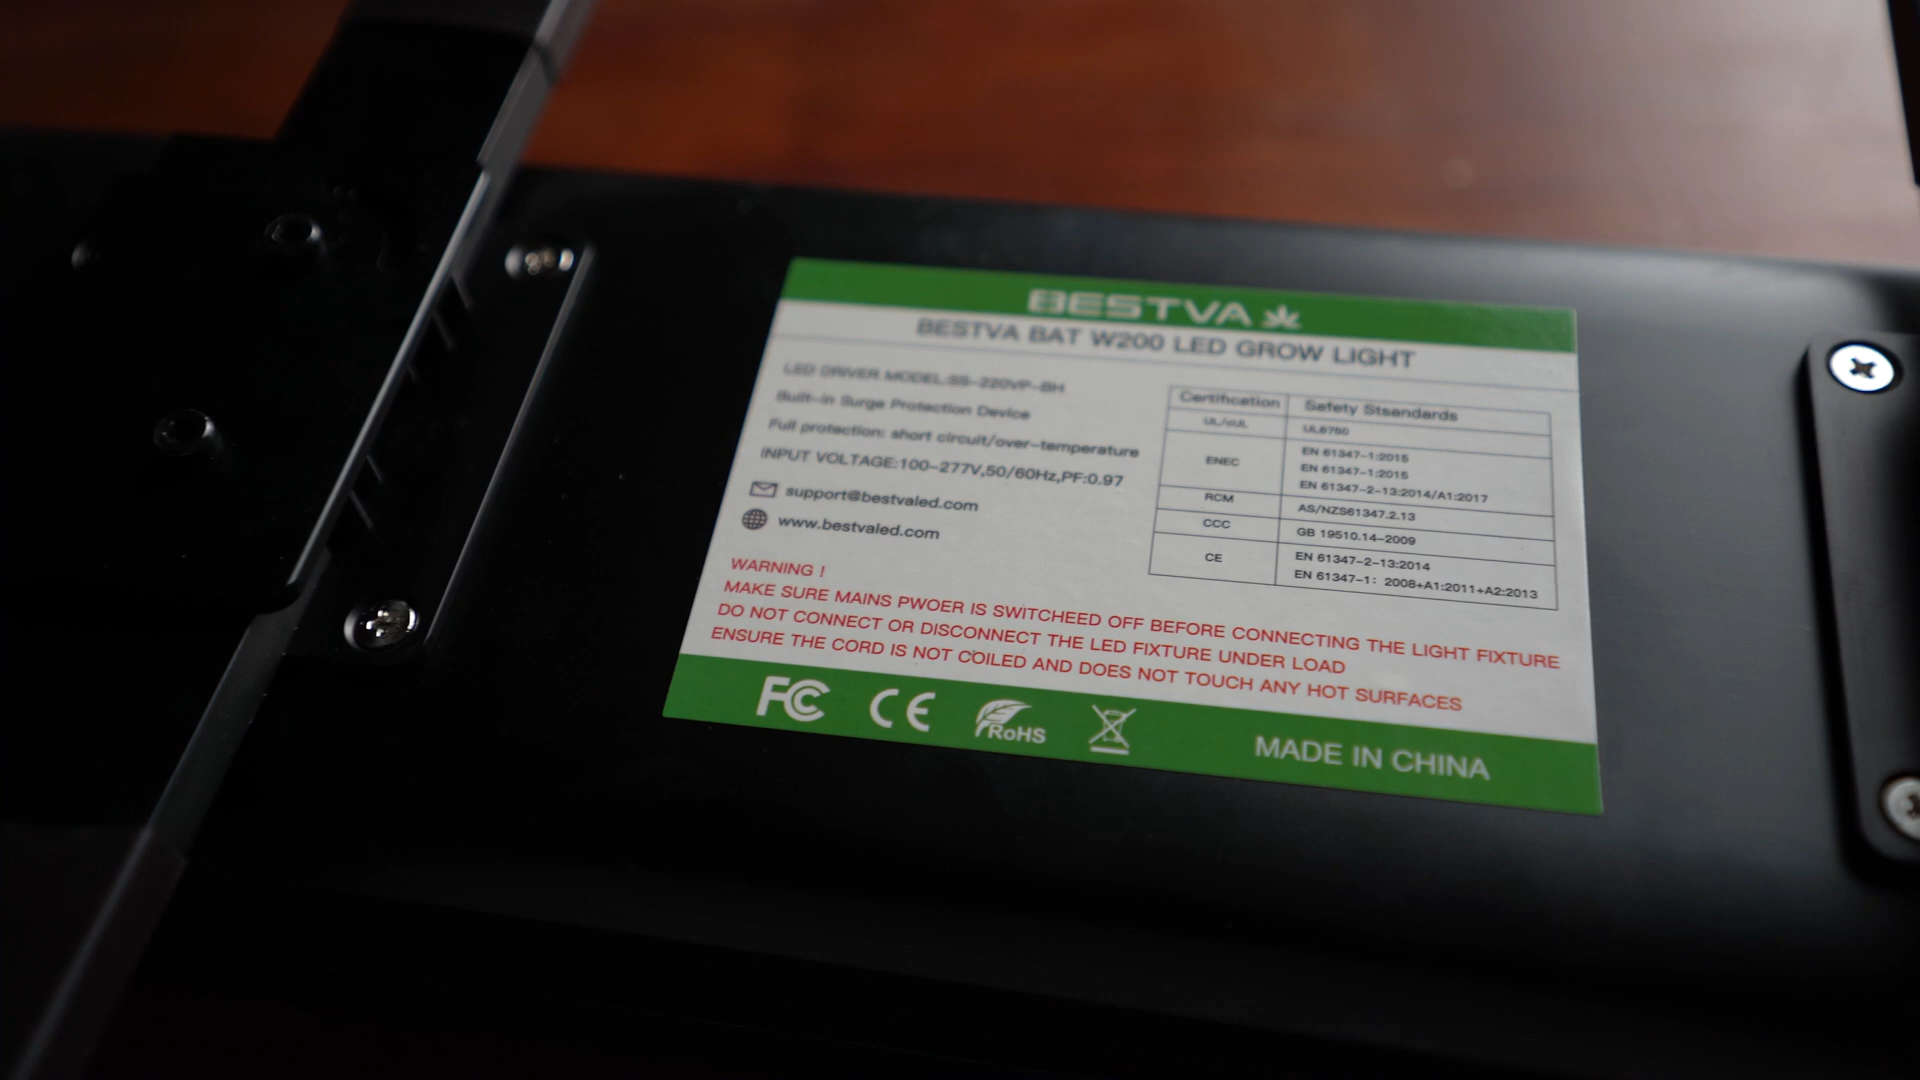 BESTVA
BESTVA BAT W200 LED GROW LIGHT
LED DRIVER MODEL:SS-220VP-BH
Built-in Surge Protection Device
Full protection: short circuit/over-temperature
INPUT VOLTAGE:100-277V,50/60Hz,PF:0.97
support@bestvaled.com
www.bestvaled.com
Certification Safety Stsandards
UL/cUL UL8750
ENEC EN 61347-1:2015
EN 61347-1:2015
EN 61347-2-13:2014/A1:2017
RCM AS/NZS61347.2.13
CCC GB 19510.14-2009
CE EN 61347-2-13:2014
EN 61347-1: 2008+A1:2011+A2:2013
WARNING !
MAKE SURE MAINS PWOER IS SWITCHEED OFF BEFORE CONNECTING THE LIGHT FIXTURE
DO NOT CONNECT OR DISCONNECT THE LED FIXTURE UNDER LOAD
ENSURE THE CORD IS NOT COILED AND DOES NOT TOUCH ANY HOT SURFACES
FC CE RoHS MADE IN CHINA